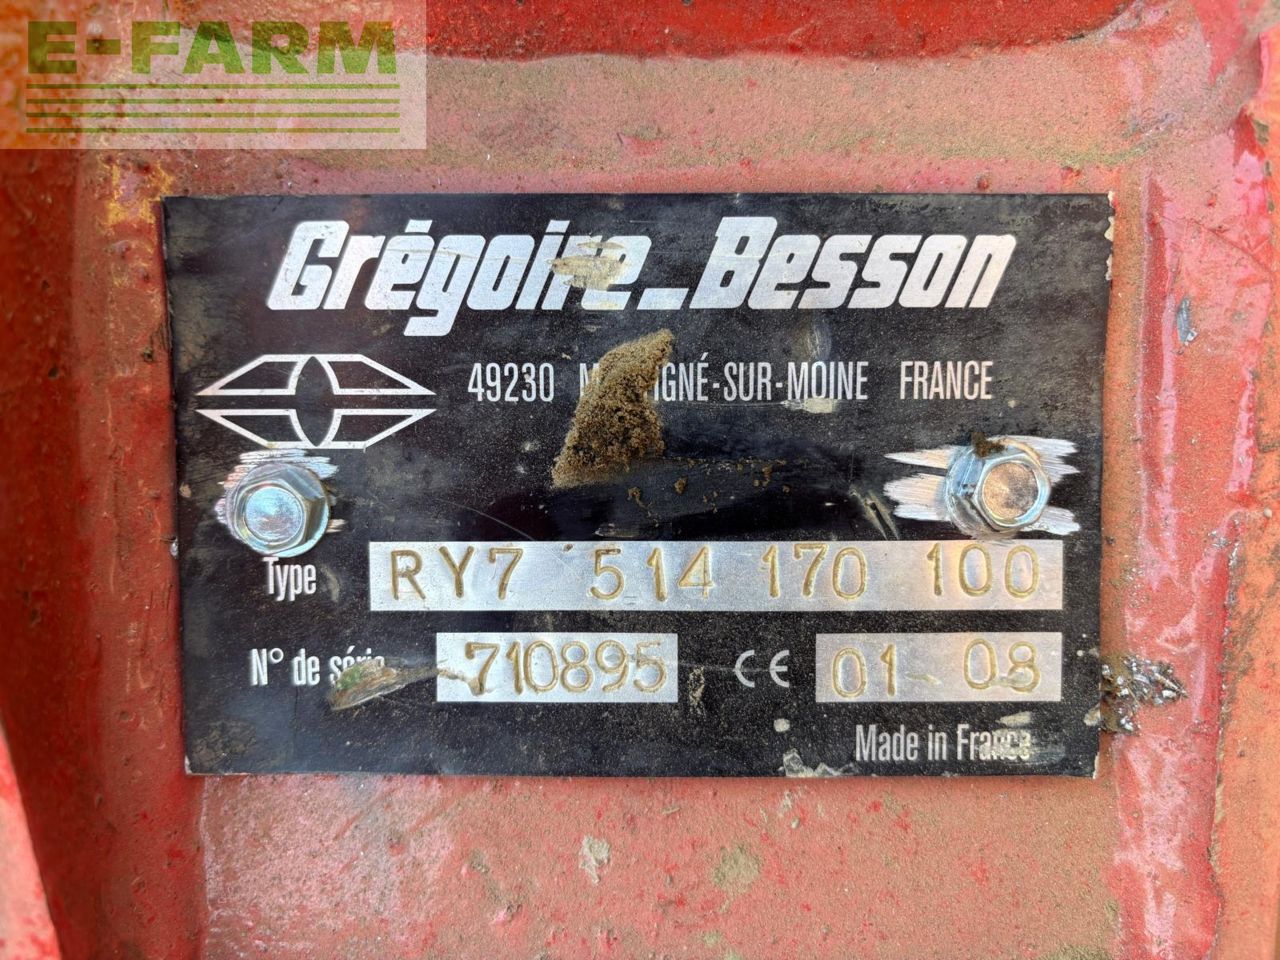 E-FARM
Grégoire_Besson
49230 -SUR-MOINE FRANCE
Type RY7 514 170 100
N° de série 710895 CE 01 08
Made in France